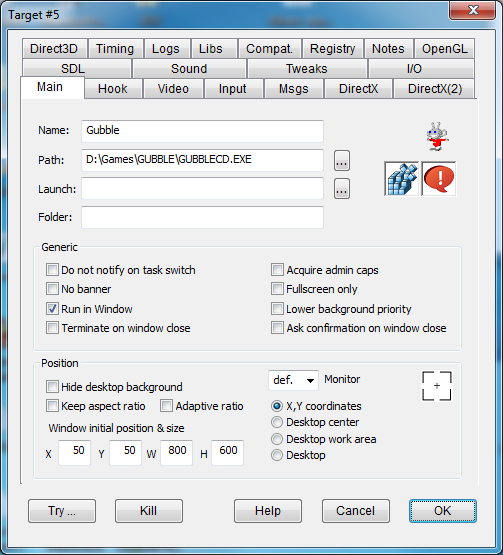 Target #5
Direct3D Timing Logs Libs Compat. Registry Notes OpenGL
SDL Sound Tweaks I/O
Main Hook Video Input Msgs DirectX DirectX(2)
Name: Gubble
Path: D:\Games\GUBBLE\GUBBLECD.EXE ...
Launch: ...
Folder:
Generic
Do not notify on task switch Acquire admin caps
No banner Fullscreen only
Run in Window Lower background priority
Terminate on window close Ask confirmation on window close
Position
Hide desktop background def. Monitor
Keep aspect ratio Adaptive ratio X,Y coordinates
Window initial position & size Desktop center
X 50 Y 50 W 800 H 600 Desktop work area
Desktop
Try ... Kill Help Cancel OK